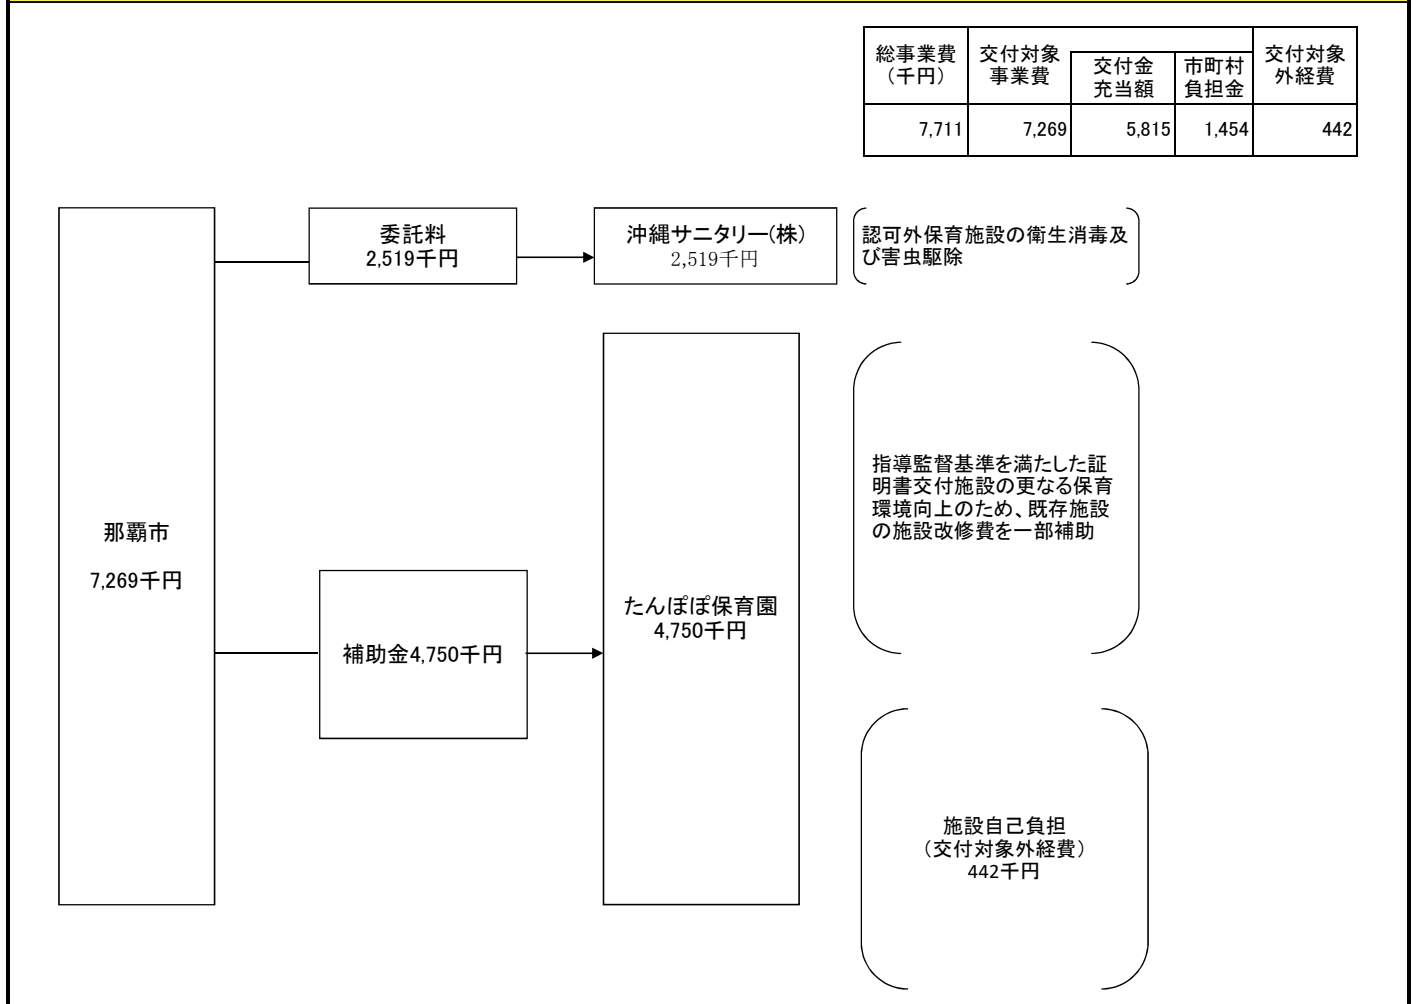 総事業費
（千円）
交付対象
事業費
交付金
充当額
市町村
負担金
交付対象
外経費
7,711
7,269
5,815
1,454
442
委託料
2,519千円
沖縄サニタリー(株)
2,519千円
認可外保育施設の衛生消毒及
び害虫駆除
那覇市
7,269千円
補助金4,750千円
たんぽぽ保育園
4,750千円
指導監督基準を満たした証
明書交付施設の更なる保育
環境向上のため、既存施設
の施設改修費を一部補助
施設自己負担
（交付対象外経費）
442千円